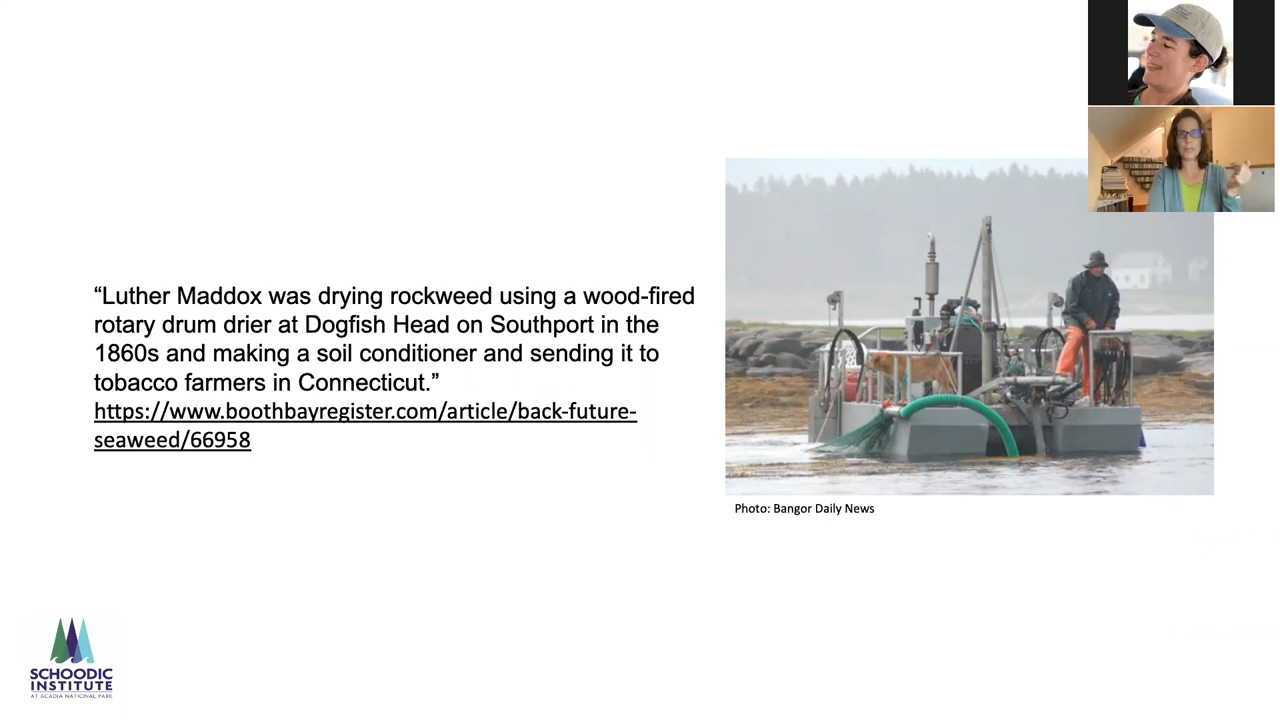 “Luther Maddox was drying rockweed using a wood-fired
rotary drum drier at Dogfish Head on Southport in the
1860s and making a soil conditioner and sending it to
tobacco farmers in Connecticut.”
https://www.boothbayregister.com/article/back-future-
seaweed/66958
Photo: Bangor Daily News
SCHOODIC
INSTITUTE
AT ACADIA NATIONAL PARK